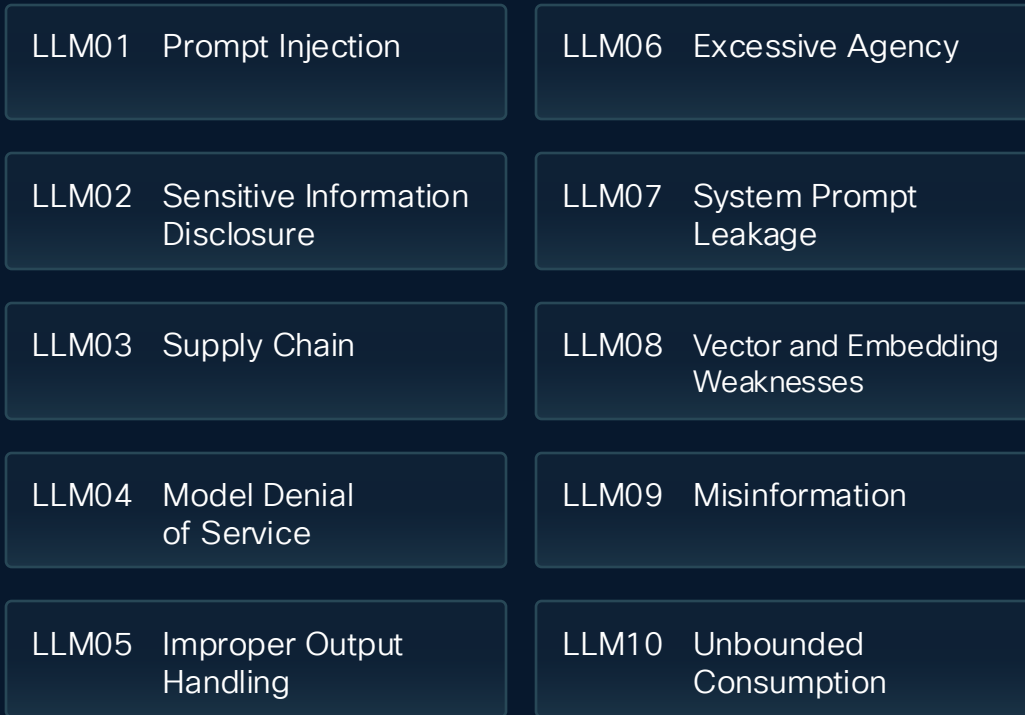 LLM01 Prompt Injection
LLM02 Sensitive Information
Disclosure
LLM03 Supply Chain
LLM04 Model Denial
of Service
LLM05 Improper Output
Handling
LLM06 Excessive Agency
LLM07 System Prompt
Leakage
LLM08 Vector and Embedding
Weaknesses
LLM09 Misinformation
LLM10 Unbounded
Consumption